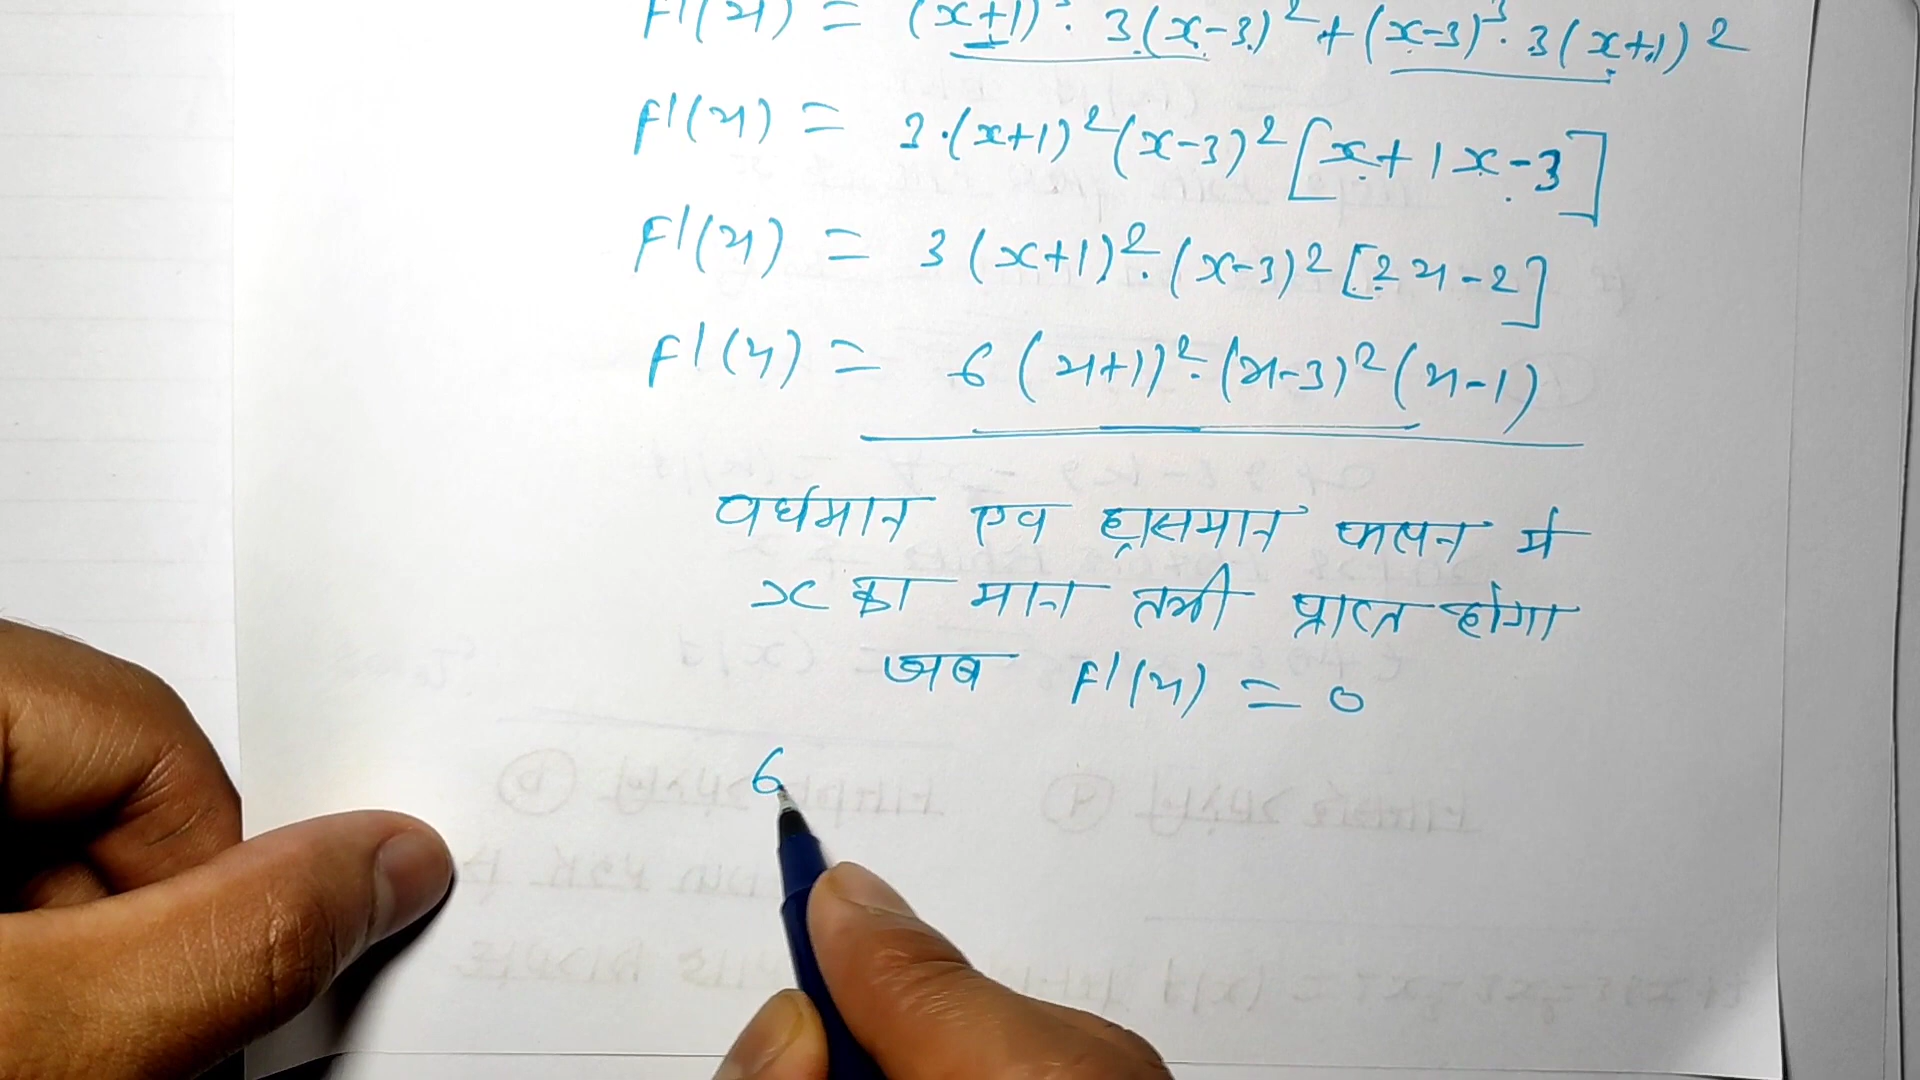 F'(x) = (x+1)³. 3(x-3)² + (x-3)³. 3(x+1)²
F'(x) = 3.(x+1)²(x-3)² [x+1x-3]
F'(x) = 3(x+1)².(x-3)² [2x-2]
F'(x) = 6(x+1)².(x-3)²(x-1)
वर्धमान एव ह्रासमान फलन मे
x का मान तभी प्राप्त होगा
जब F'(x) = 0
6